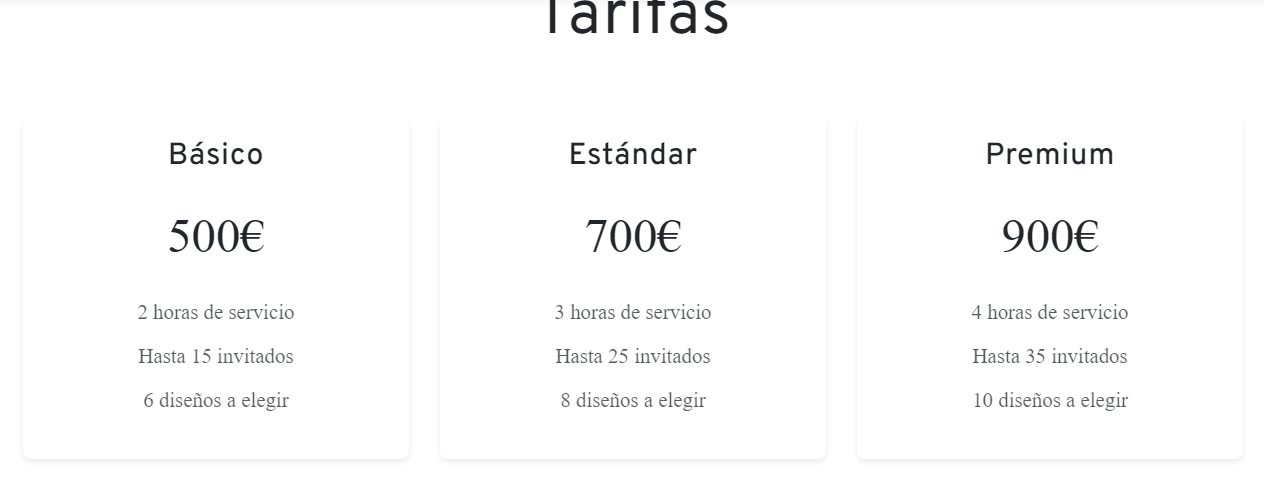 Tarifas
Básico
500€
2 horas de servicio
Hasta 15 invitados
6 diseños a elegir
Estándar
700€
3 horas de servicio
Hasta 25 invitados
8 diseños a elegir
Premium
900€
4 horas de servicio
Hasta 35 invitados
10 diseños a elegir